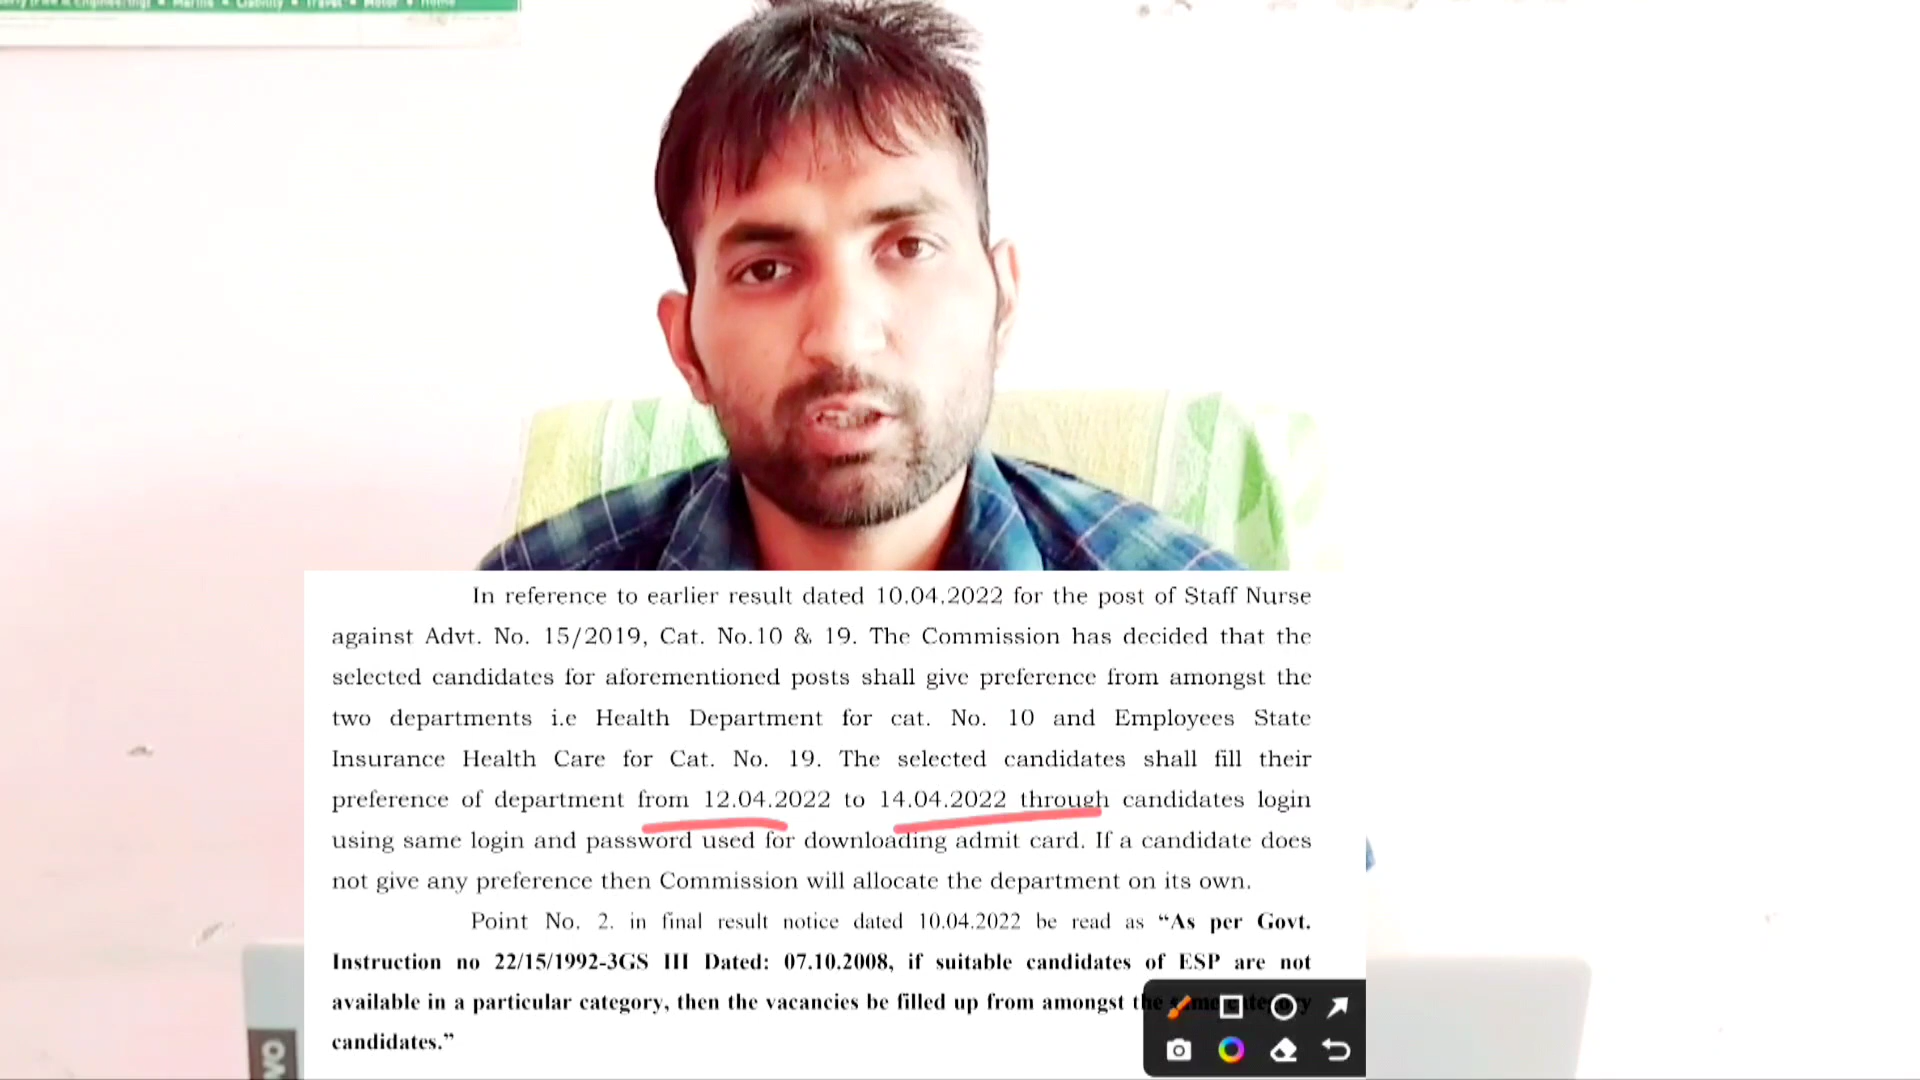 Marine • Liability • Travel • Motor • Home
In reference to earlier result dated 10.04.2022 for the post of Staff Nurse
against Advt. No. 15/2019, Cat. No.10 & 19. The Commission has decided that the
selected candidates for aforementioned posts shall give preference from amongst the
two departments i.e Health Department for cat. No. 10 and Employees State
Insurance Health Care for Cat. No. 19. The selected candidates shall fill their
preference of department from 12.04.2022 to 14.04.2022 through candidates login
using same login and password used for downloading admit card. If a candidate does
not give any preference then Commission will allocate the department on its own.
Point No. 2. in final result notice dated 10.04.2022 be read as “As per Govt.
Instruction no 22/15/1992-3GS III Dated: 07.10.2008, if suitable candidates of ESP are not
available in a particular category, then the vacancies be filled up from amongst the same category
candidates.”